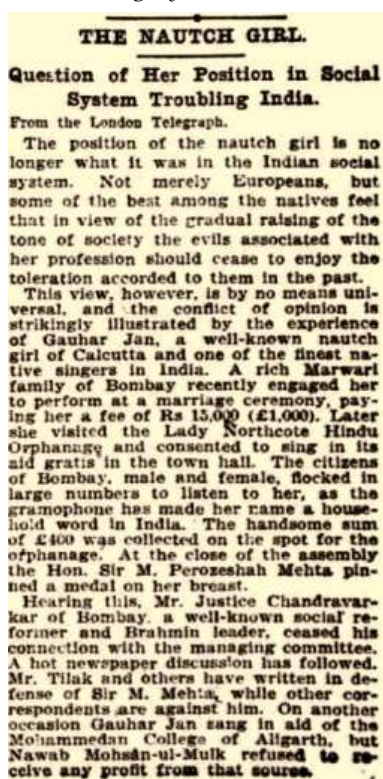 THE NAUTCH GIRL.
Question of Her Position in Social
System Troubling India.
From the London Telegraph.
The position of the nautch girl is no
longer what it was in the Indian social
system. Not merely Europeans, but
some of the best among the natives feel
that in view of the gradual raising of the
tone of society the evils associated with
her profession should cease to enjoy the
toleration accorded to them in the past.
This view, however, is by no means uni-
versal, and the conflict of opinion is
strikingly illustrated by the experience
of Gauhar Jan, a well-known nautch
girl of Calcutta and one of the finest na-
tive singers in India. A rich Marwari
family of Bombay recently engaged her
to perform at a marriage ceremony, pay-
ing her a fee of Rs 15,000 (£1,000). Later
she visited the Lady Northcote Hindu
Orphanage and consented to sing in its
aid gratis in the town hall. The citizens
of Bombay, male and female, flocked in
large numbers to listen to her, as the
gramophone has made her name a house-
hold word in India. The handsome sum
of £400 was collected on the spot for the
orphanage. At the close of the assembly
the Hon. Sir M. Perozeshah Mehta pin-
ned a medal on her breast.
Hearing this, Mr. Justice Chandravar-
kar of Bombay, a well-known social re-
former and Brahmin leader, ceased his
connection with the managing committee.
A hot newspaper discussion has followed.
Mr. Tilak and others have written in de-
fense of Sir M. Mehta, while other cor-
respondents are against him. On another
occasion Gauhar Jan sang in aid of the
Mohammedan College of Aligarth, but
Nawab Mohsan-ul-Mulk refused to re-
ceive any profit from that source.